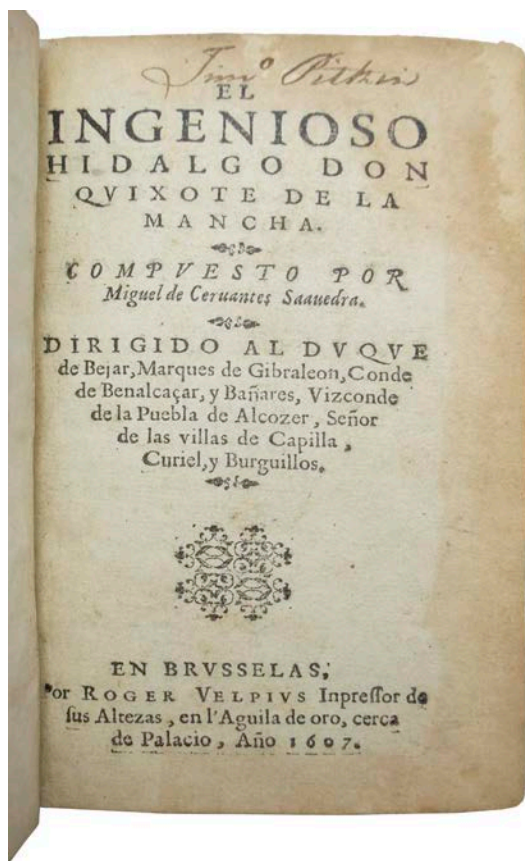 Timº Pitkin
EL
INGENIOSO
HIDALGO DON
QVIXOTE DE LA
MANCHA.
COMPVESTO POR
Miguel de Ceruantes Saauedra.
DIRIGIDO AL DVQVE
de Bejar, Marques de Gibraleon, Conde
de Benalcaçar, y Bañares, Vizconde
de la Puebla de Alcozer, Señor
de las villas de Capilla,
Curiel, y Burguillos.
EN BRVSSELAS,
Por ROGER VELPIVS Inpreſſor de
ſus Altezas, en l'Aguila de oro, cerca
de Palacio, Año 1607.